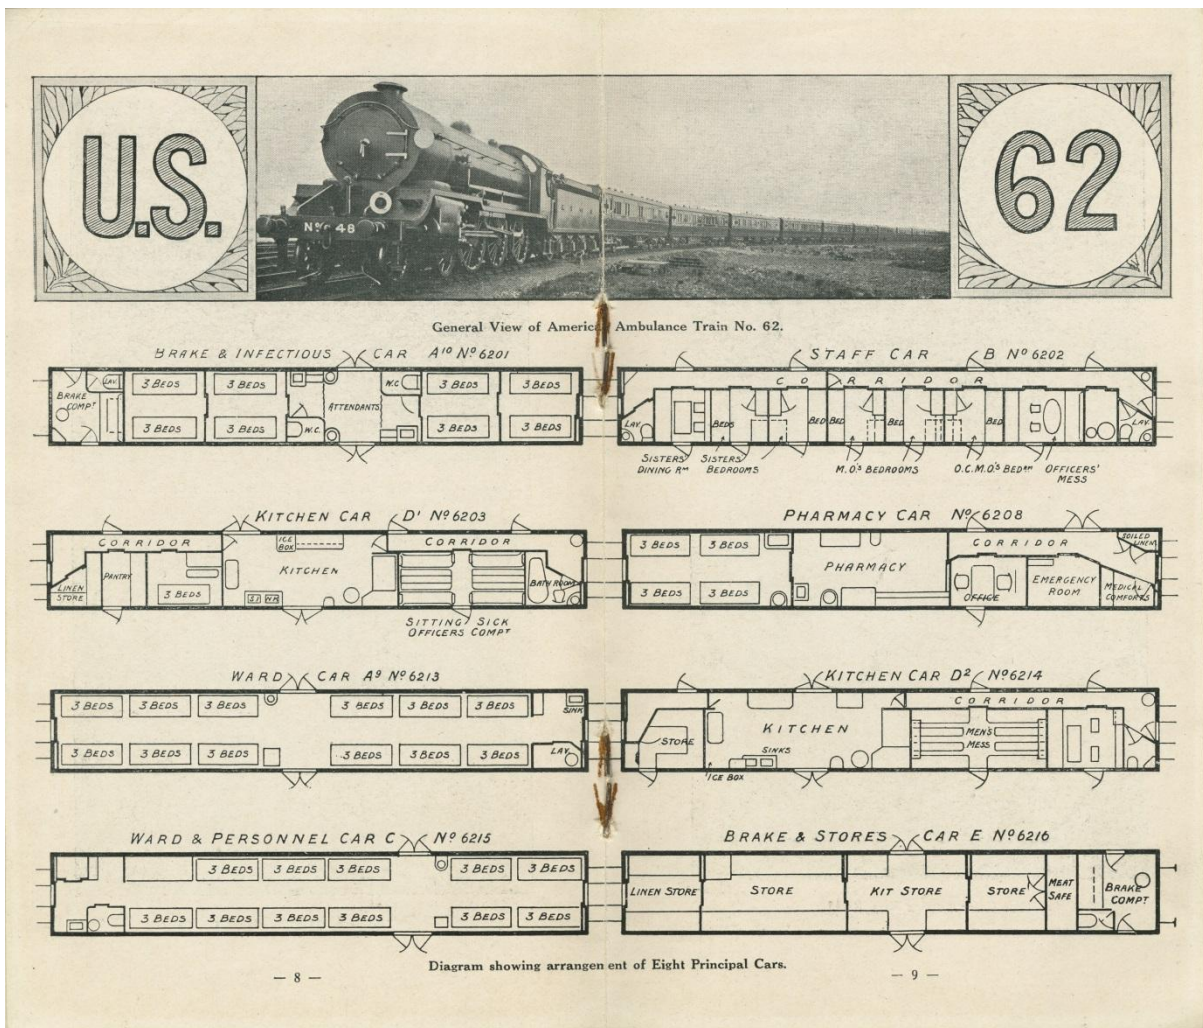 U.S.
62
Nº 48
General View of America Ambulance Train No. 62.
BRAKE & INFECTIOUS CAR A¹⁰ Nº 6201
BRAKE COMPT
LAV.
3 BEDS
3 BEDS
W.C
3 BEDS
3 BEDS
ATTENDANTS
3 BEDS
3 BEDS
W.C.
3 BEDS
3 BEDS
STAFF CAR B Nº 6202
CORRIDOR
LAV.
BEDS
BED
BED
BED
BED
LAV.
SISTERS' DINING RM
SISTERS' BEDROOMS
M.O'S BEDROOMS
O.C.M.O'S BEDRM
OFFICERS' MESS
KITCHEN CAR D' Nº 6203
CORRIDOR
ICE BOX
CORRIDOR
LINEN STORE
PANTRY
3 BEDS
KITCHEN
BATHROOM
SITTING SICK
OFFICERS COMPT
PHARMACY CAR Nº 6208
3 BEDS
3 BEDS
CORRIDOR
SOILED LINEN
PHARMACY
3 BEDS
3 BEDS
OFFICE
EMERGENCY ROOM
MEDICAL COMFORTS
WARD CAR A⁹ Nº 6213
3 BEDS
3 BEDS
3 BEDS
3 BEDS
3 BEDS
3 BEDS
SINK
3 BEDS
3 BEDS
3 BEDS
3 BEDS
3 BEDS
3 BEDS
LAV.
KITCHEN CAR D² Nº 6214
CORRIDOR
STORE
KITCHEN
SINKS
MEN'S MESS
ICE BOX
WARD & PERSONNEL CAR C Nº 6215
3 BEDS
3 BEDS
3 BEDS
3 BEDS
3 BEDS
3 BEDS
3 BEDS
3 BEDS
3 BEDS
3 BEDS
3 BEDS
BRAKE & STORES CAR E Nº 6216
LINEN STORE
STORE
KIT STORE
STORE
MEAT SAFE
BRAKE COMPT
Diagram showing arrangement of Eight Principal Cars.
— 8 —
— 9 —